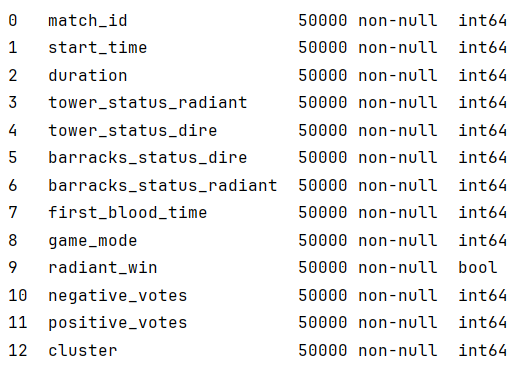 0 match_id 50000 non-null int64
1 start_time 50000 non-null int64
2 duration 50000 non-null int64
3 tower_status_radiant 50000 non-null int64
4 tower_status_dire 50000 non-null int64
5 barracks_status_dire 50000 non-null int64
6 barracks_status_radiant 50000 non-null int64
7 first_blood_time 50000 non-null int64
8 game_mode 50000 non-null int64
9 radiant_win 50000 non-null bool
10 negative_votes 50000 non-null int64
11 positive_votes 50000 non-null int64
12 cluster 50000 non-null int64